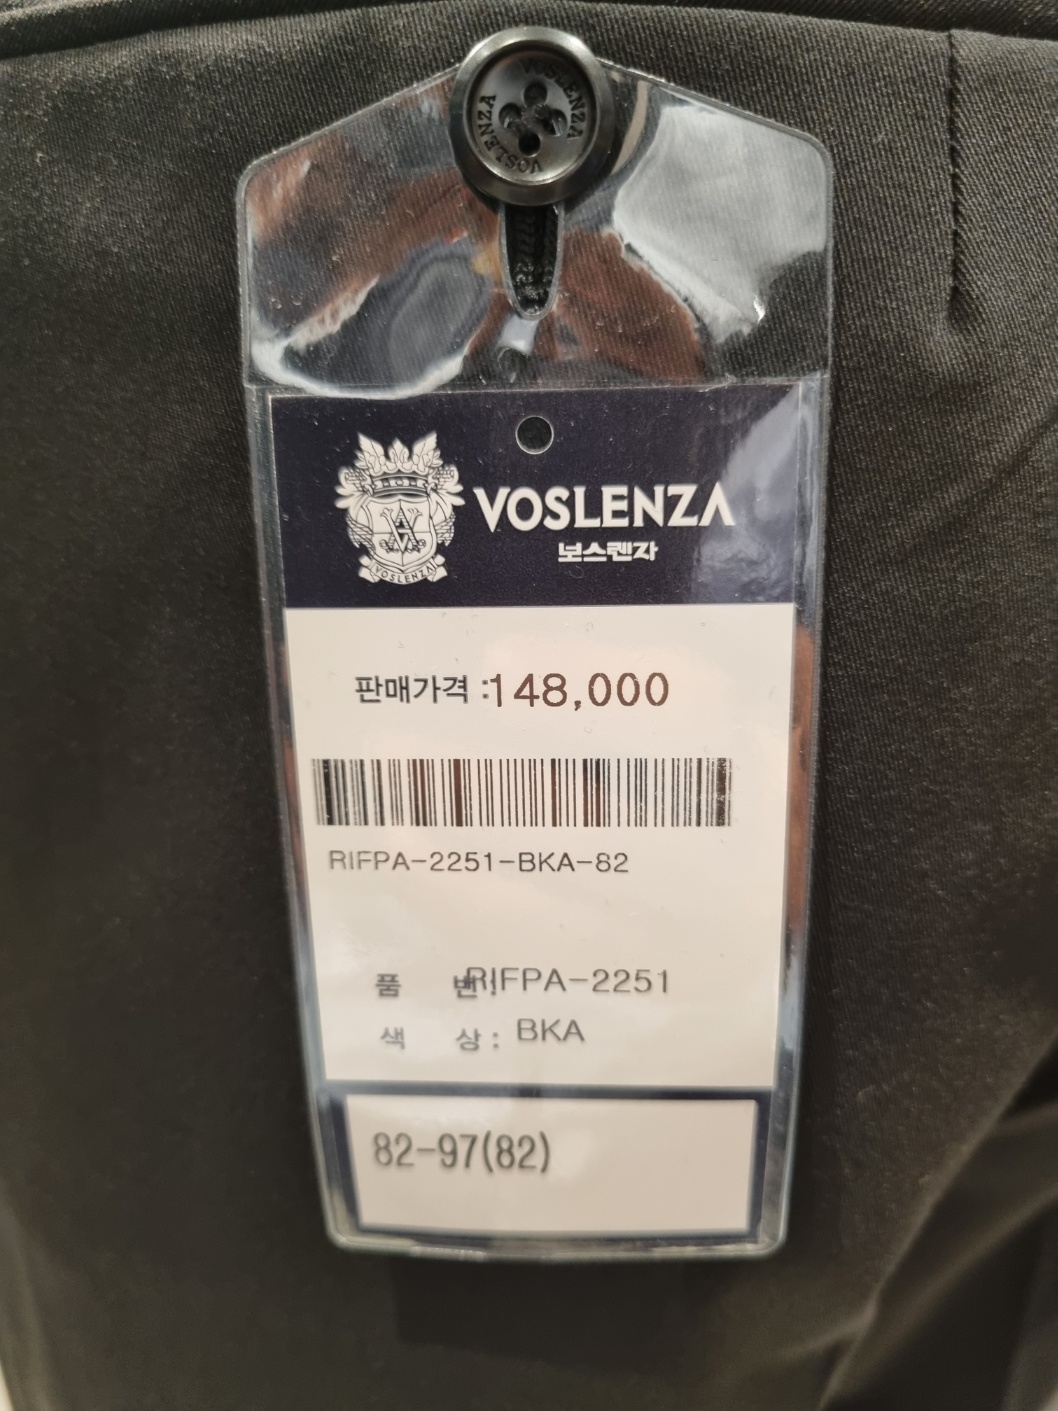 VOSLENZA VOSLENZA VOSLENZA
VOSLENZA
VOSLENZA
보스렌자
판매가격 :148,000
RIFPA-2251-BKA-82
품 번: RIFPA-2251
색 상 : BKA
82-97(82)